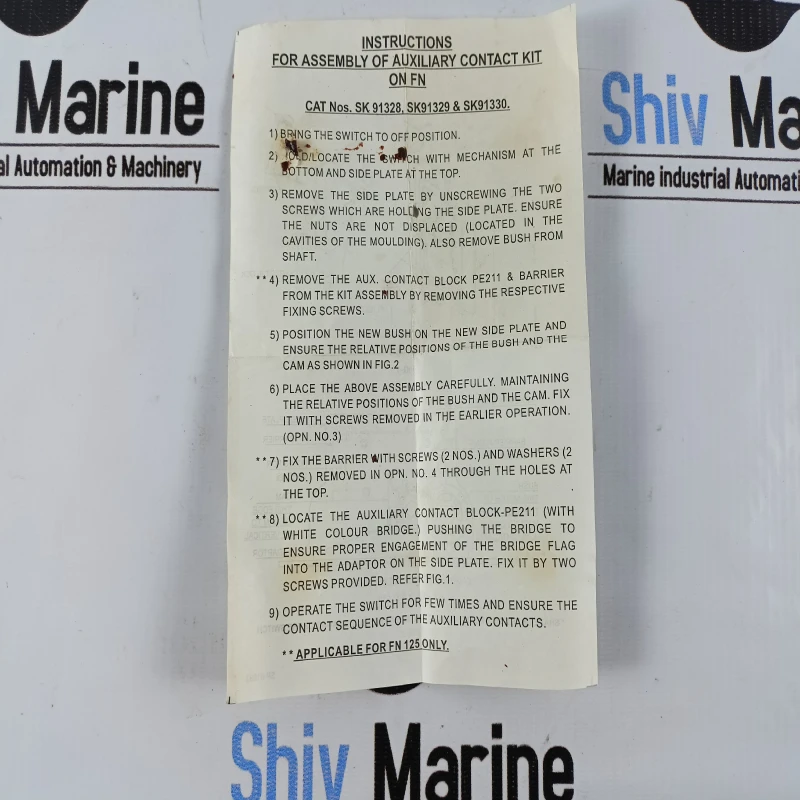 Marine
al Automation & Machinery
Shiv Ma
Marine industrial Automati
INSTRUCTIONS
FOR ASSEMBLY OF AUXILIARY CONTACT KIT
ON FN
CAT Nos. SK 91328, SK91329 & SK91330.
1) BRING THE SWITCH TO OFF POSITION.
2) HOLD/LOCATE THE SWITCH WITH MECHANISM AT THE
BOTTOM AND SIDE PLATE AT THE TOP.
3) REMOVE THE SIDE PLATE BY UNSCREWING THE TWO
SCREWS WHICH ARE HOLDING THE SIDE PLATE. ENSURE
THE NUTS ARE NOT DISPLACED (LOCATED IN THE
CAVITIES OF THE MOULDING). ALSO REMOVE BUSH FROM
SHAFT.
**4) REMOVE THE AUX. CONTACT BLOCK PE211 & BARRIER
FROM THE KIT ASSEMBLY BY REMOVING THE RESPECTIVE
FIXING SCREWS.
5) POSITION THE NEW BUSH ON THE NEW SIDE PLATE AND
ENSURE THE RELATIVE POSITIONS OF THE BUSH AND THE
CAM AS SHOWN IN FIG.2
6) PLACE THE ABOVE ASSEMBLY CAREFULLY. MAINTAINING
THE RELATIVE POSITIONS OF THE BUSH AND THE CAM. FIX
IT WITH SCREWS REMOVED IN THE EARLIER OPERATION.
(OPN. NO.3)
**7) FIX THE BARRIER WITH SCREWS (2 NOS.) AND WASHERS (2
NOS.) REMOVED IN OPN. NO. 4 THROUGH THE HOLES AT
THE TOP.
**8) LOCATE THE AUXILIARY CONTACT BLOCK-PE211 (WITH
WHITE COLOUR BRIDGE.) PUSHING THE BRIDGE TO
ENSURE PROPER ENGAGEMENT OF THE BRIDGE FLAG
INTO THE ADAPTOR ON THE SIDE PLATE. FIX IT BY TWO
SCREWS PROVIDED. REFER FIG.1.
9) OPERATE THE SWITCH FOR FEW TIMES AND ENSURE THE
CONTACT SEQUENCE OF THE AUXILIARY CONTACTS.
** APPLICABLE FOR FN 125 ONLY.
Shiv Marine